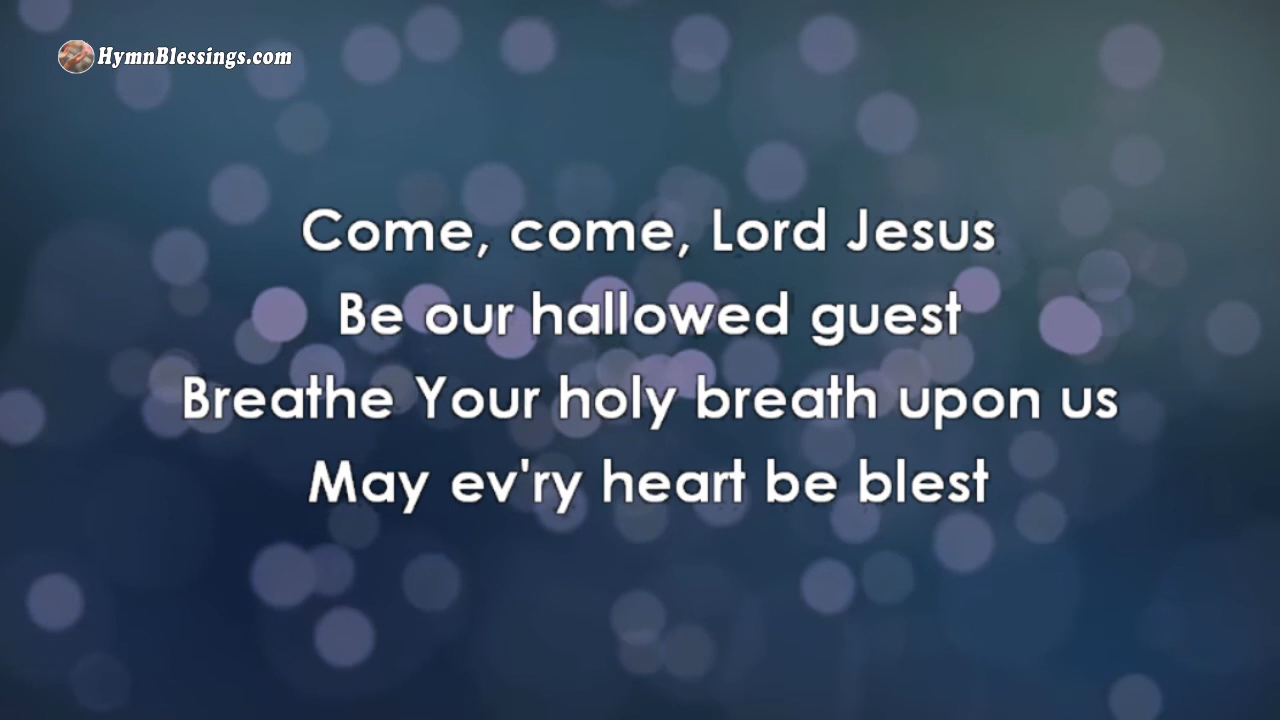 HymnBlessings.com
Come, come, Lord Jesus
Be our hallowed guest
Breathe Your holy breath upon us
May ev'ry heart be blest